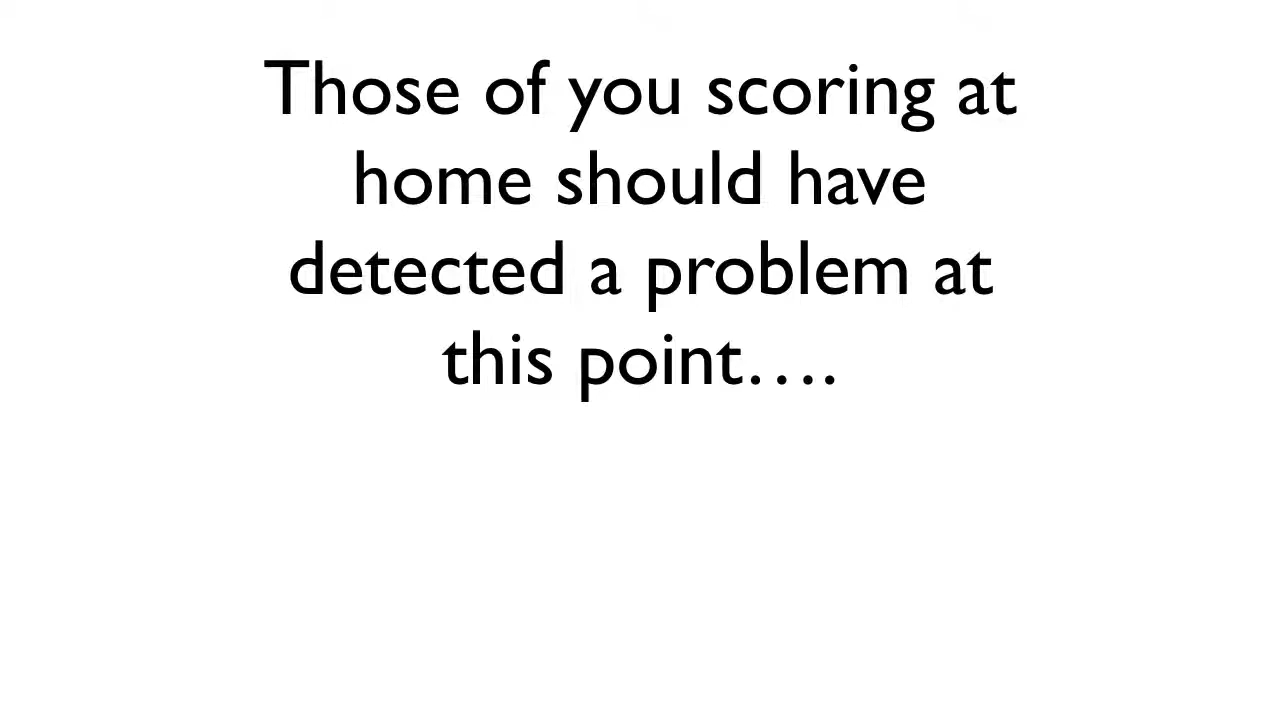 Those of you scoring at
home should have
detected a problem at
this point….